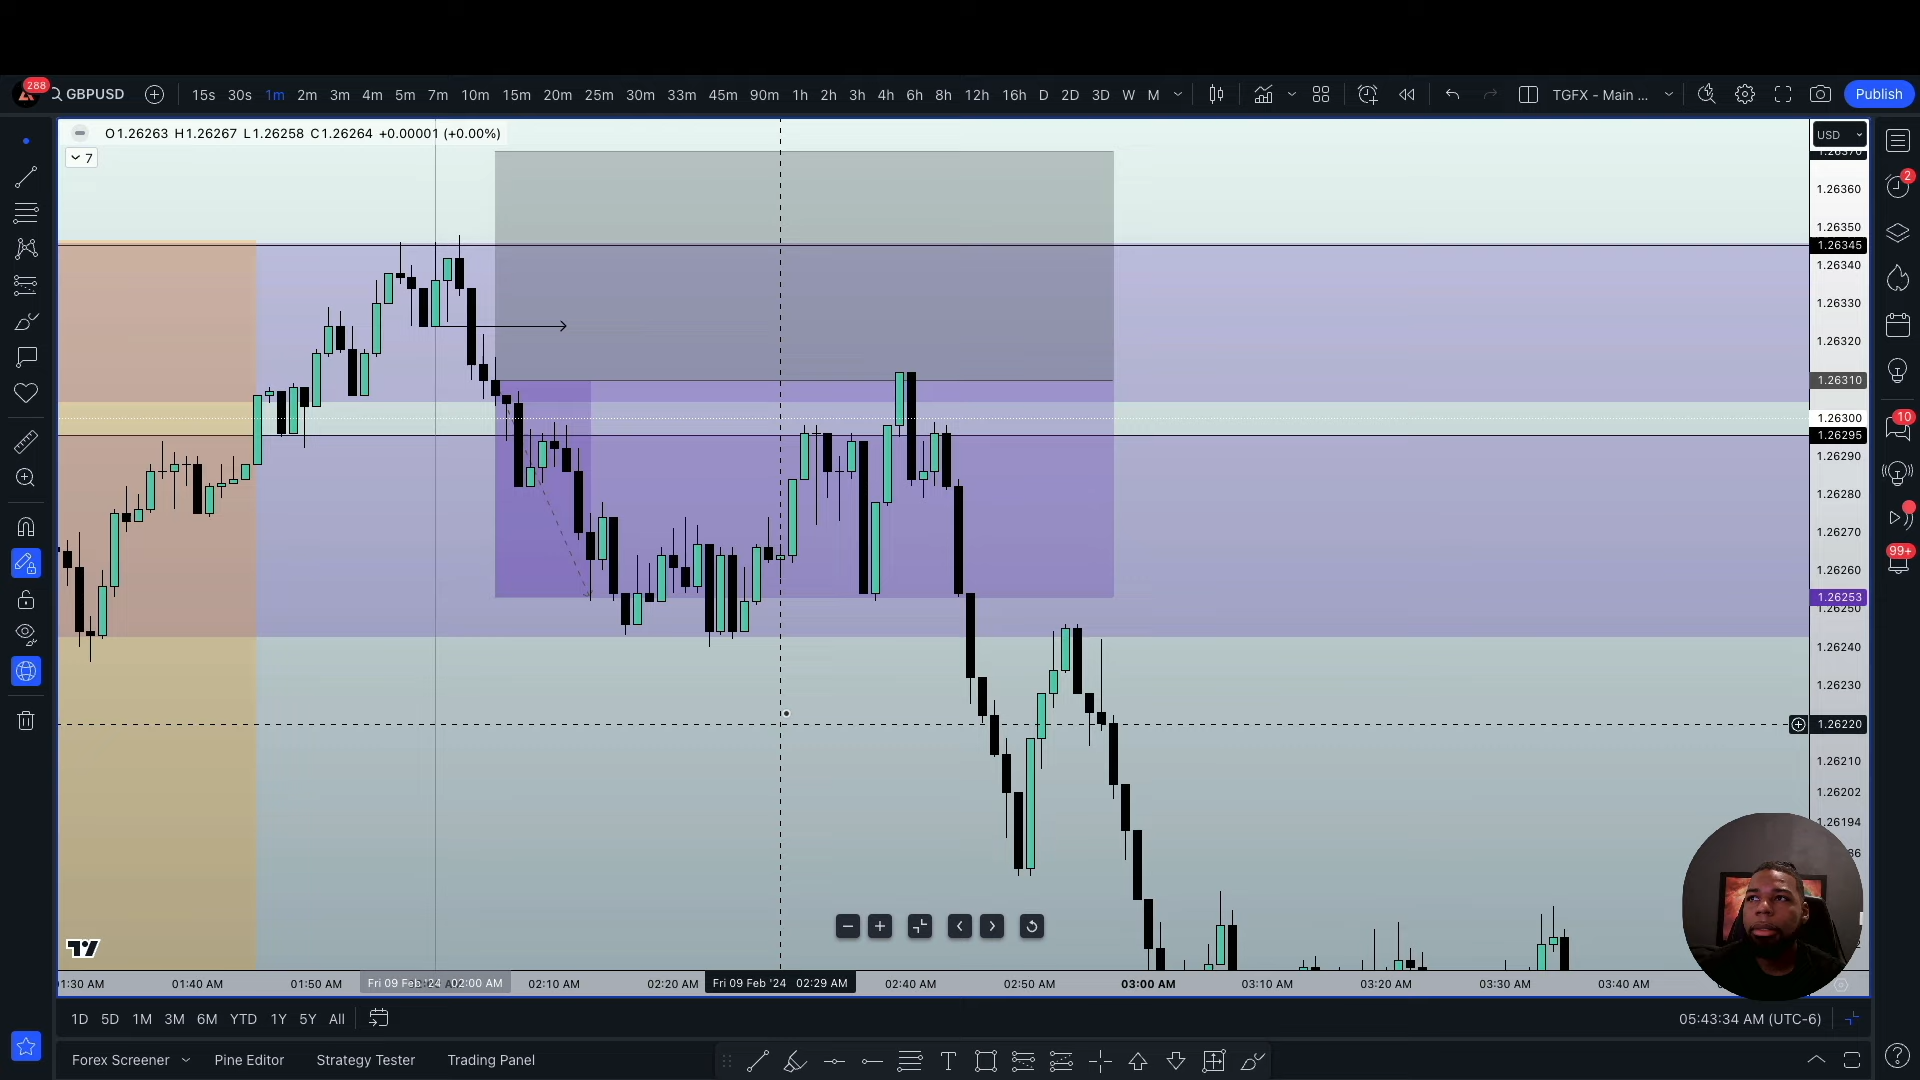 288
GBPUSD
15s 30s 1m 2m 3m 4m 5m 7m 10m 15m 20m 25m 30m 33m 45m 90m 1h 2h 3h 4h 6h 8h 12h 16h D 2D 3D W M
TGFX - Main ...
Publish
O1.26263 H1.26267 L1.26258 C1.26264 +0.00001 (+0.00%)
7
USD
1.26370
1.26360
1.26350
1.26345
1.26340
1.26330
1.26320
1.26310
1.26300
1.26295
1.26290
1.26280
1.26270
1.26260
1.26253
1.26250
1.26240
1.26230
1.26220
1.26210
1.26202
1.26194
2
10
99+
01:40 AM 01:50 AM Fri 09 Feb '24 02:00 AM 02:10 AM 02:20 AM Fri 09 Feb '24 02:29 AM 02:40 AM 02:50 AM 03:00 AM 03:10 AM 03:20 AM 03:30 AM 03:40 AM
1D 5D 1M 3M 6M YTD 1Y 5Y All
05:43:34 AM (UTC-6)
Forex Screener Pine Editor Strategy Tester Trading Panel